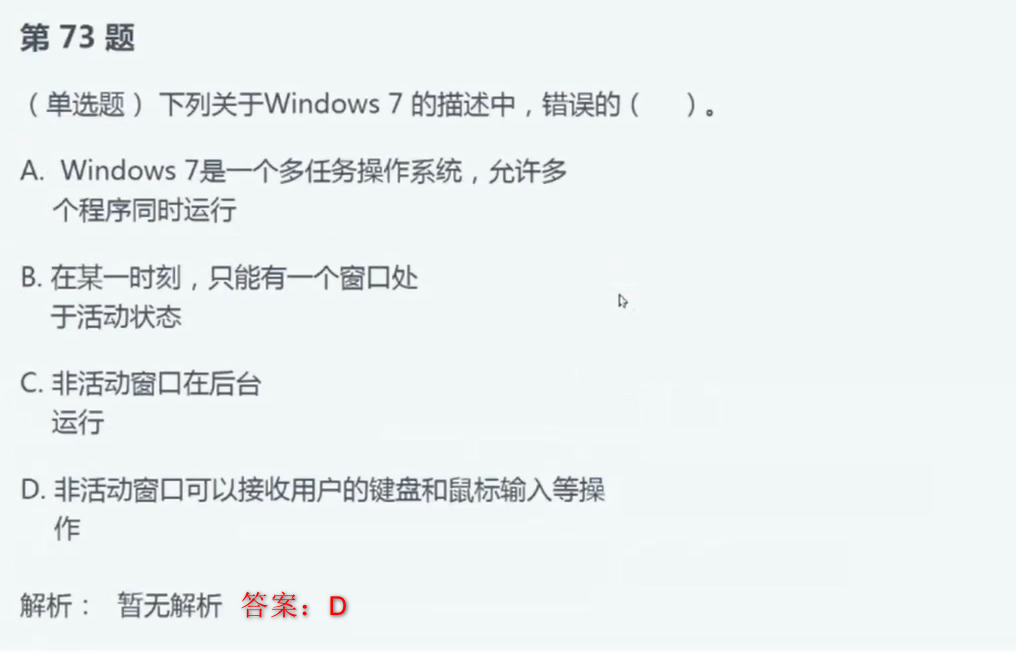 第 73 题
（单选题）下列关于Windows 7 的描述中，错误的（    ）。
A. Windows 7是一个多任务操作系统，允许多
个程序同时运行
B. 在某一时刻，只能有一个窗口处
于活动状态
C. 非活动窗口在后台
运行
D. 非活动窗口可以接收用户的键盘和鼠标输入等操
作
解析： 暂无解析 答案：D